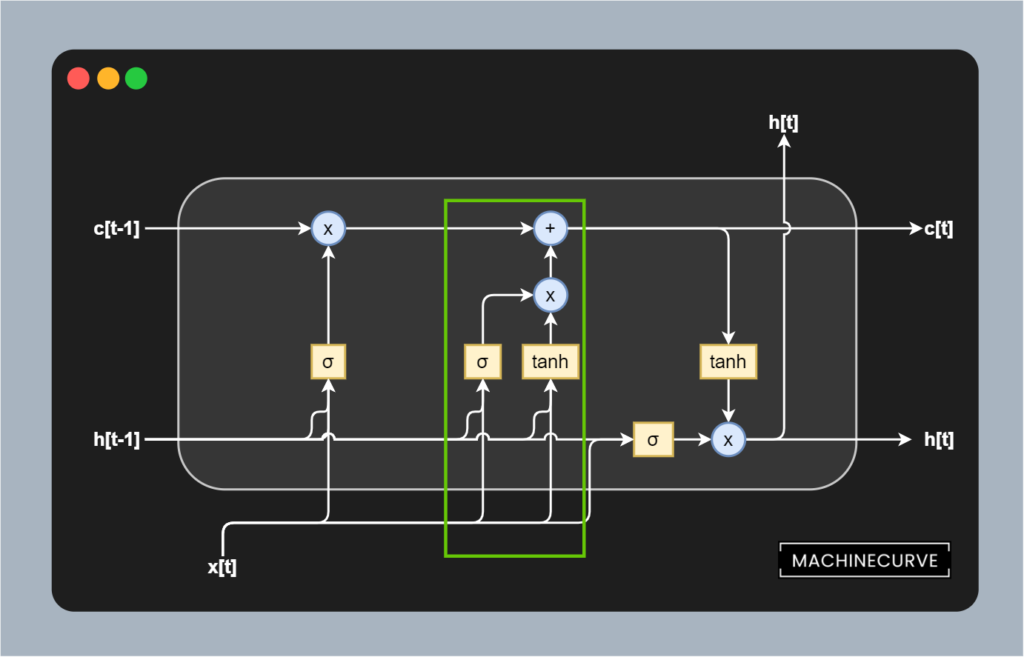 h[t]
c[t-1]
x
+
c[t]
x
σ
σ
tanh
tanh
h[t-1]
σ
x
h[t]
x[t]
MACHINECURVE